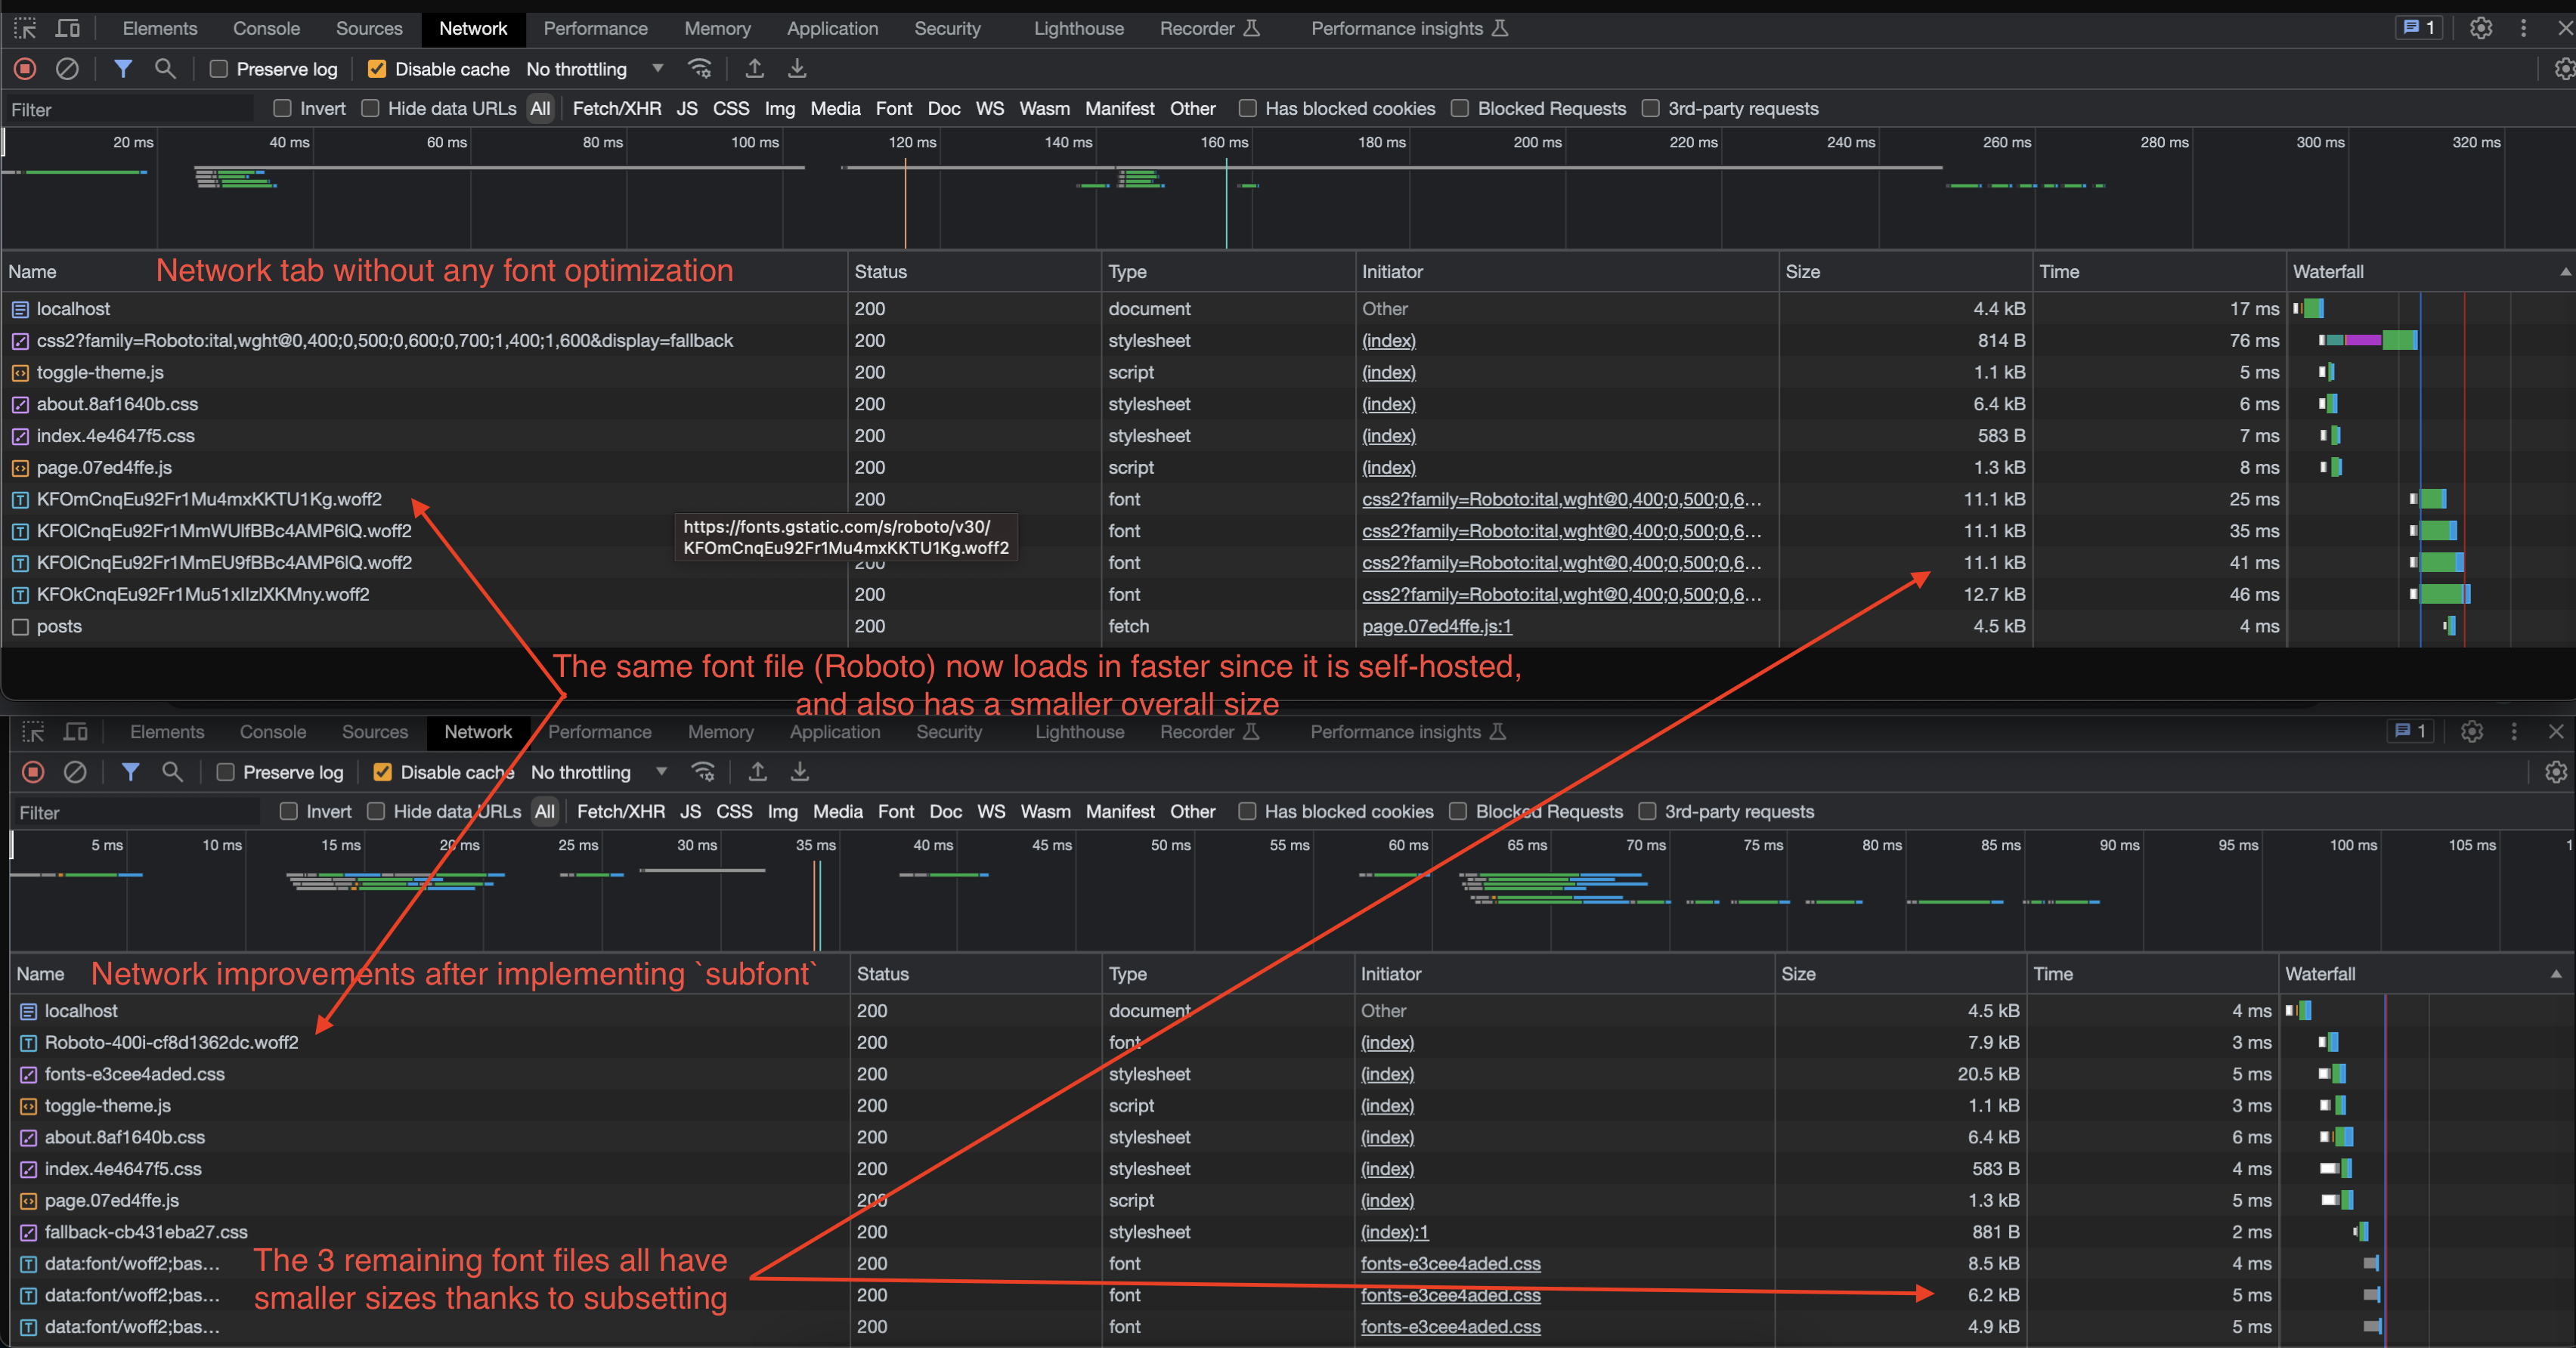 Elements Console Sources Network Performance Memory Application Security Lighthouse Recorder Performance insights 1
Preserve log Disable cache No throttling
Filter Invert Hide data URLs All Fetch/XHR JS CSS Img Media Font Doc WS Wasm Manifest Other Has blocked cookies Blocked Requests 3rd-party requests
20 ms 40 ms 60 ms 80 ms 100 ms 120 ms 140 ms 160 ms 180 ms 200 ms 220 ms 240 ms 260 ms 280 ms 300 ms 320 ms
Name Network tab without any font optimization Status Type Initiator Size Time Waterfall
localhost 200 document Other 4.4 kB 17 ms
css2?family=Roboto:ital,wght@0,400;0,500;0,600;0,700;1,400;1,600&display=fallback 200 stylesheet (index) 814 B 76 ms
toggle-theme.js 200 script (index) 1.1 kB 5 ms
about.8af1640b.css 200 stylesheet (index) 6.4 kB 6 ms
index.4e4647f5.css 200 stylesheet (index) 583 B 7 ms
page.07ed4ffe.js 200 script (index) 1.3 kB 8 ms
KFOmCnqEu92Fr1Mu4mxKKTU1Kg.woff2 200 font css2?family=Roboto:ital,wght@0,400;0,500;0,6... 11.1 kB 25 ms
https://fonts.gstatic.com/s/roboto/v30/
KFOmCnqEu92Fr1Mu4mxKKTU1Kg.woff2
KFOlCnqEu92Fr1MmWUlfBBc4AMP6lQ.woff2 font css2?family=Roboto:ital,wght@0,400;0,500;0,6... 11.1 kB 35 ms
KFOlCnqEu92Fr1MmEU9fBBc4AMP6lQ.woff2 200 font css2?family=Roboto:ital,wght@0,400;0,500;0,6... 11.1 kB 41 ms
KFOkCnqEu92Fr1Mu51xIIzIXKMny.woff2 200 font css2?family=Roboto:ital,wght@0,400;0,500;0,6... 12.7 kB 46 ms
posts 200 fetch page.07ed4ffe.js:1 4.5 kB 4 ms
The same font file (Roboto) now loads in faster since it is self-hosted,
and also has a smaller overall size
Elements Console Sources Network Performance Memory Application Security Lighthouse Recorder Performance insights 1
Preserve log Disable cache No throttling
Filter Invert Hide data URLs All Fetch/XHR JS CSS Img Media Font Doc WS Wasm Manifest Other Has blocked cookies Blocked Requests 3rd-party requests
5 ms 10 ms 15 ms 20 ms 25 ms 30 ms 35 ms 40 ms 45 ms 50 ms 55 ms 60 ms 65 ms 70 ms 75 ms 80 ms 85 ms 90 ms 95 ms 100 ms 105 ms 1
Name Network improvements after implementing `subfont` Status Type Initiator Size Time Waterfall
localhost 200 document Other 4.5 kB 4 ms
Roboto-400i-cf8d1362dc.woff2 200 font (index) 7.9 kB 3 ms
fonts-e3cee4aded.css 200 stylesheet (index) 20.5 kB 5 ms
toggle-theme.js 200 script (index) 1.1 kB 3 ms
about.8af1640b.css 200 stylesheet (index) 6.4 kB 6 ms
index.4e4647f5.css 200 stylesheet (index) 583 B 4 ms
page.07ed4ffe.js 200 script (index) 1.3 kB 5 ms
fallback-cb431eba27.css 200 stylesheet (index):1 881 B 2 ms
data:font/woff2;bas... 200 font fonts-e3cee4aded.css 8.5 kB 4 ms
data:font/woff2;bas... 200 font fonts-e3cee4aded.css 6.2 kB 5 ms
data:font/woff2;bas... 200 font fonts-e3cee4aded.css 4.9 kB 5 ms
The 3 remaining font files all have
smaller sizes thanks to subsetting